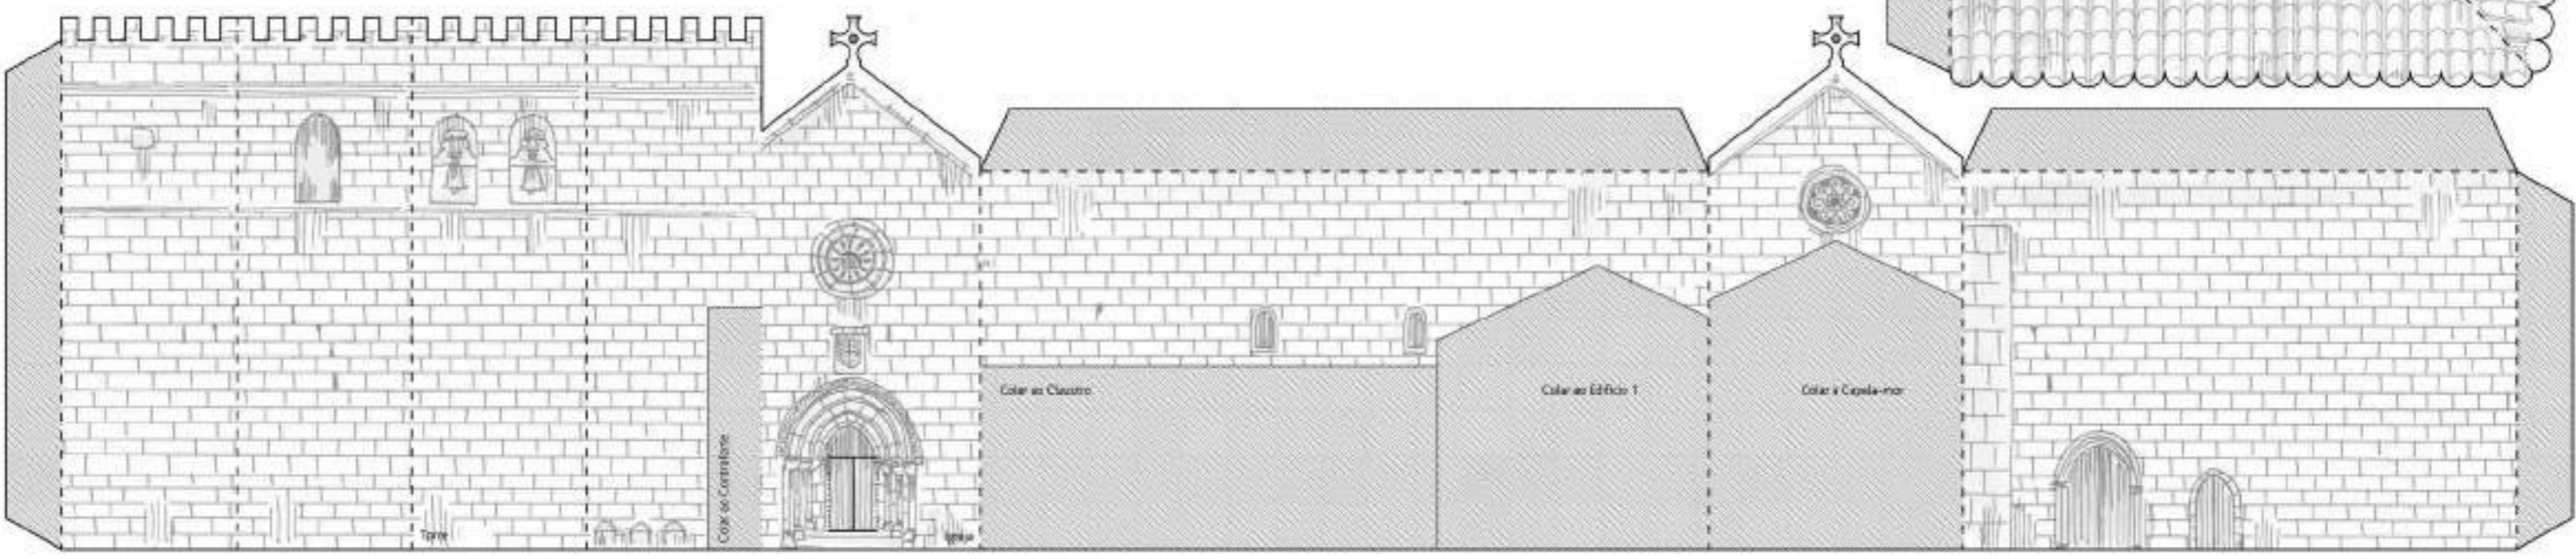 Torre
Colar ao Contraforte
Igreja
Colar ao Claustro
Colar ao Edifício 1
Colar à Capela-mor